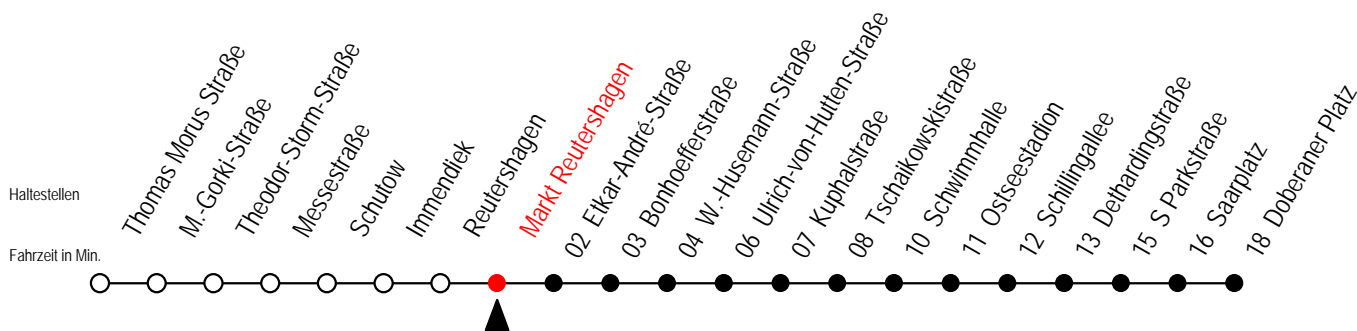 Haltestellen
Fahrzeit in Min.
Thomas Morus Straße
M.-Gorki-Straße
Theodor-Storm-Straße
Messestraße
Schutow
Immendiek
Reutershagen
Markt Reutershagen
02 Etkar-André-Straße
03 Bonhoefferstraße
04 W.-Husemann-Straße
06 Ulrich-von-Hutten-Straße
07 Kuphalstraße
08 Tschaikowskistraße
10 Schwimmhalle
11 Ostseestadion
12 Schillingallee
13 Dethardingstraße
15 S Parkstraße
16 Saarplatz
18 Doberaner Platz